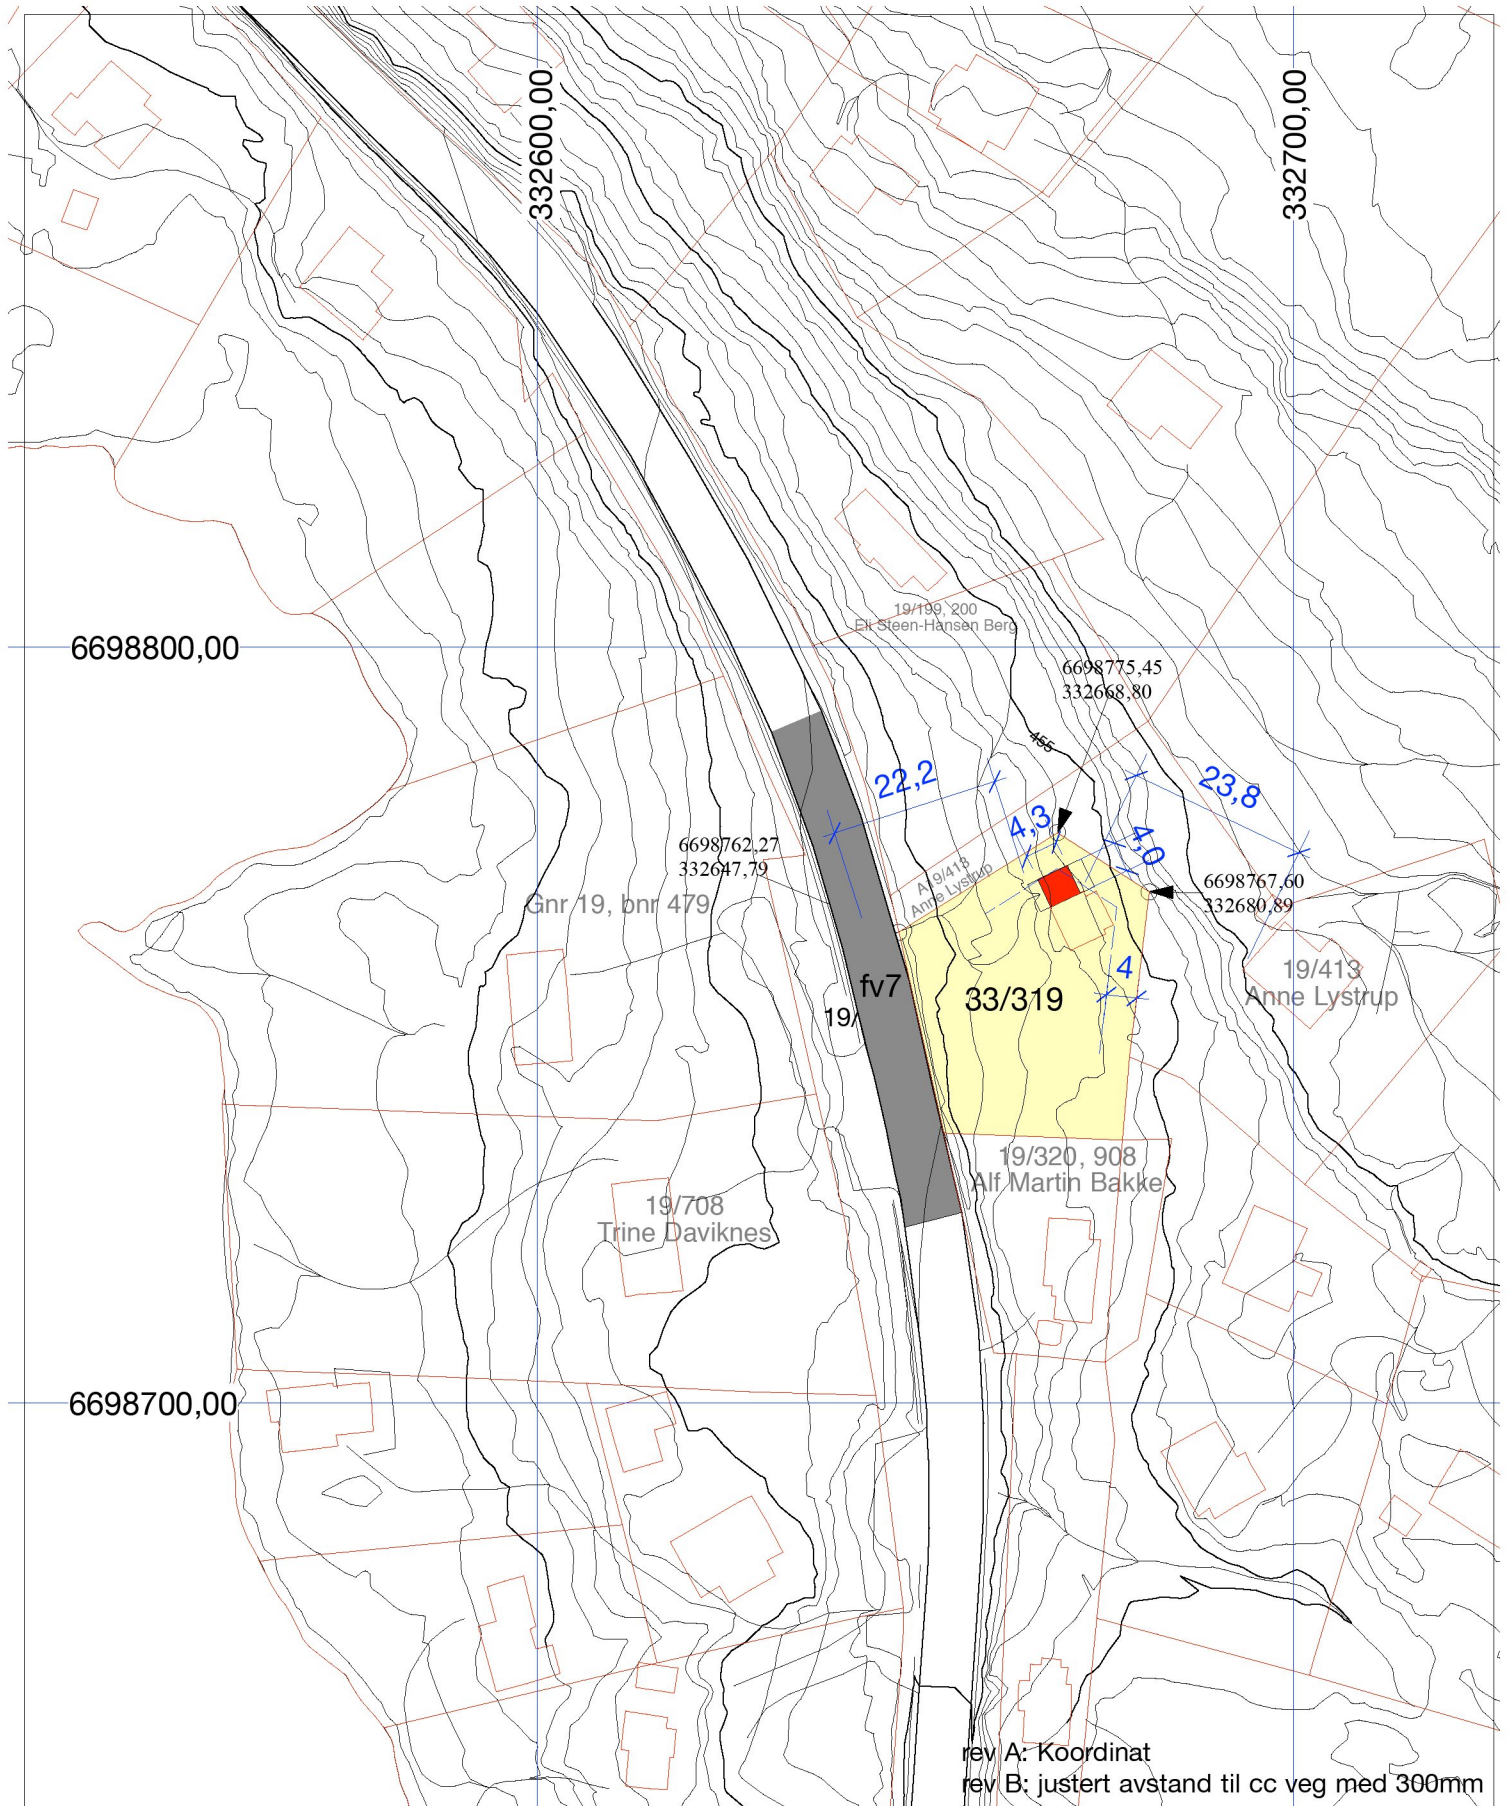 332600,00
332700,00
19/199, 200
Eli Steen-Hansen Berg
6698800,00
6698775,45
332668,80
455
22,2
23,8
4,3
4,0
6698762,27
332647,79
A19/413
Anne Lystrup
6698767,60
332680,89
Gnr 19, bnr 479
4
19/413
Anne Lystrup
fv7
33/319
19/
19/320, 908
Alf Martin Bakke
19/708
Trine Daviknes
6698700,00
rev A: Koordinat
rev B: justert avstand til cc veg med 300mm